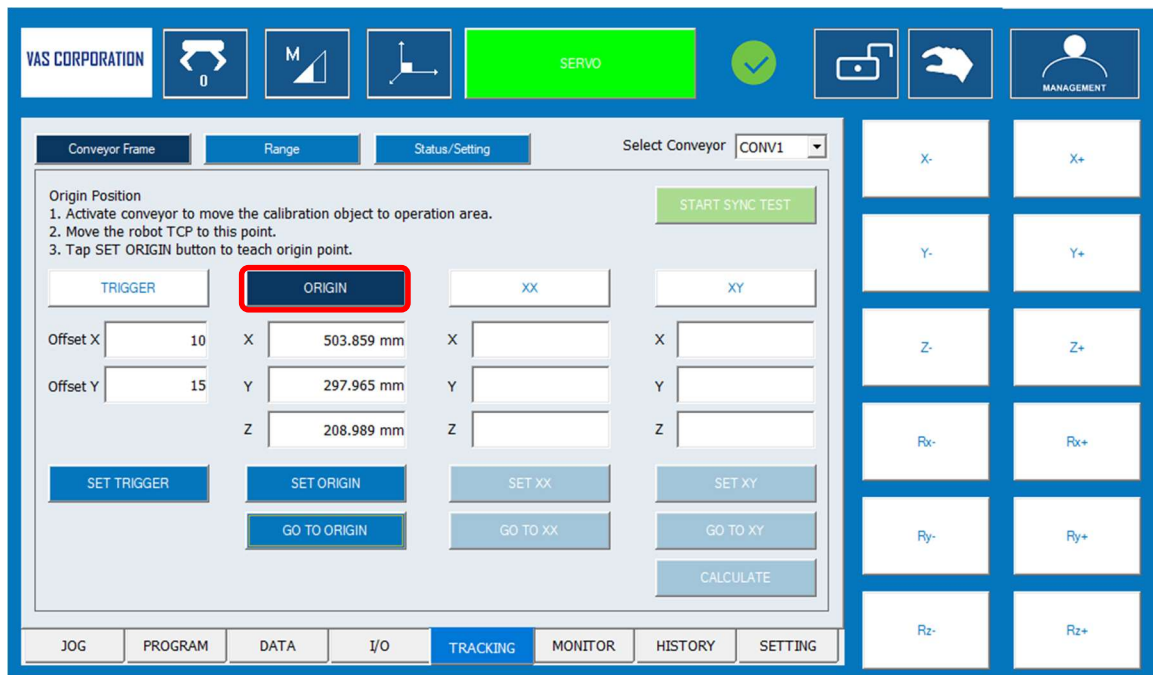 VAS CORPORATION
0
M
SERVO
MANAGEMENT
Conveyor Frame
Range
Status/Setting
Select Conveyor
CONV1
Origin Position
1. Activate conveyor to move the calibration object to operation area.
2. Move the robot TCP to this point.
3. Tap SET ORIGIN button to teach origin point.
START SYNC TEST
TRIGGER
ORIGIN
XX
XY
Offset X
10
X
503.859 mm
X
X
Offset Y
15
Y
297.965 mm
Y
Y
Z
208.989 mm
Z
Z
SET TRIGGER
SET ORIGIN
SET XX
SET XY
GO TO ORIGIN
GO TO XX
GO TO XY
CALCULATE
JOG
PROGRAM
DATA
I/O
TRACKING
MONITOR
HISTORY
SETTING
X-
X+
Y-
Y+
Z-
Z+
Rx-
Rx+
Ry-
Ry+
Rz-
Rz+